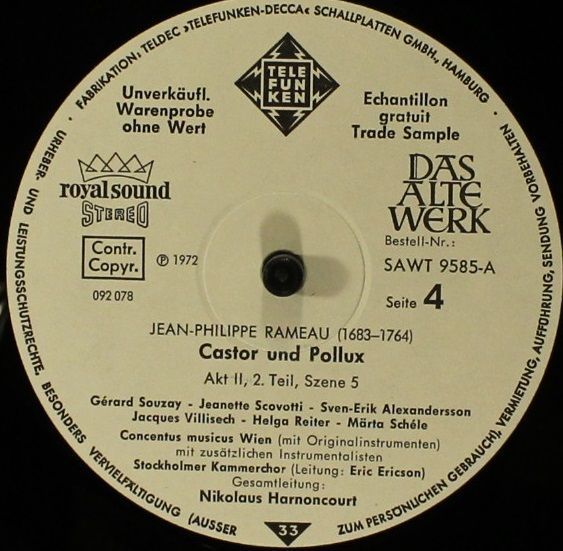 · FABRIKATION: TELDEC »TELEFUNKEN-DECCA« SCHALLPLATTEN GMBH., HAMBURG ·
URHEBER- UND LEISTUNGSSCHUTZRECHTE, BESONDERS VERVIELFÄLTIGUNG (AUSSER
ZUM PERSÖNLICHEN GEBRAUCH), VERMIETUNG, AUFFÜHRUNG, SENDUNG VORBEHALTEN ·
TELE
FUN
KEN
Unverkäufl.
Warenprobe
ohne Wert
Echantillon
gratuit
Trade Sample
royal sound
STEREO
DAS
ALTE
WERK
Contr.
Copyr.
℗ 1972
092 078
Bestell-Nr.:
SAWT 9585-A
Seite 4
JEAN-PHILIPPE RAMEAU (1683–1764)
Castor und Pollux
Akt II, 2. Teil, Szene 5
Gérard Souzay - Jeanette Scovotti - Sven-Erik Alexandersson
Jacques Villisech - Helga Reiter - Märta Schéle
Concentus musicus Wien (mit Originalinstrumenten)
mit zusätzlichen Instrumentalisten
Stockholmer Kammerchor (Leitung: Eric Ericson)
Gesamtleitung:
Nikolaus Harnoncourt
33